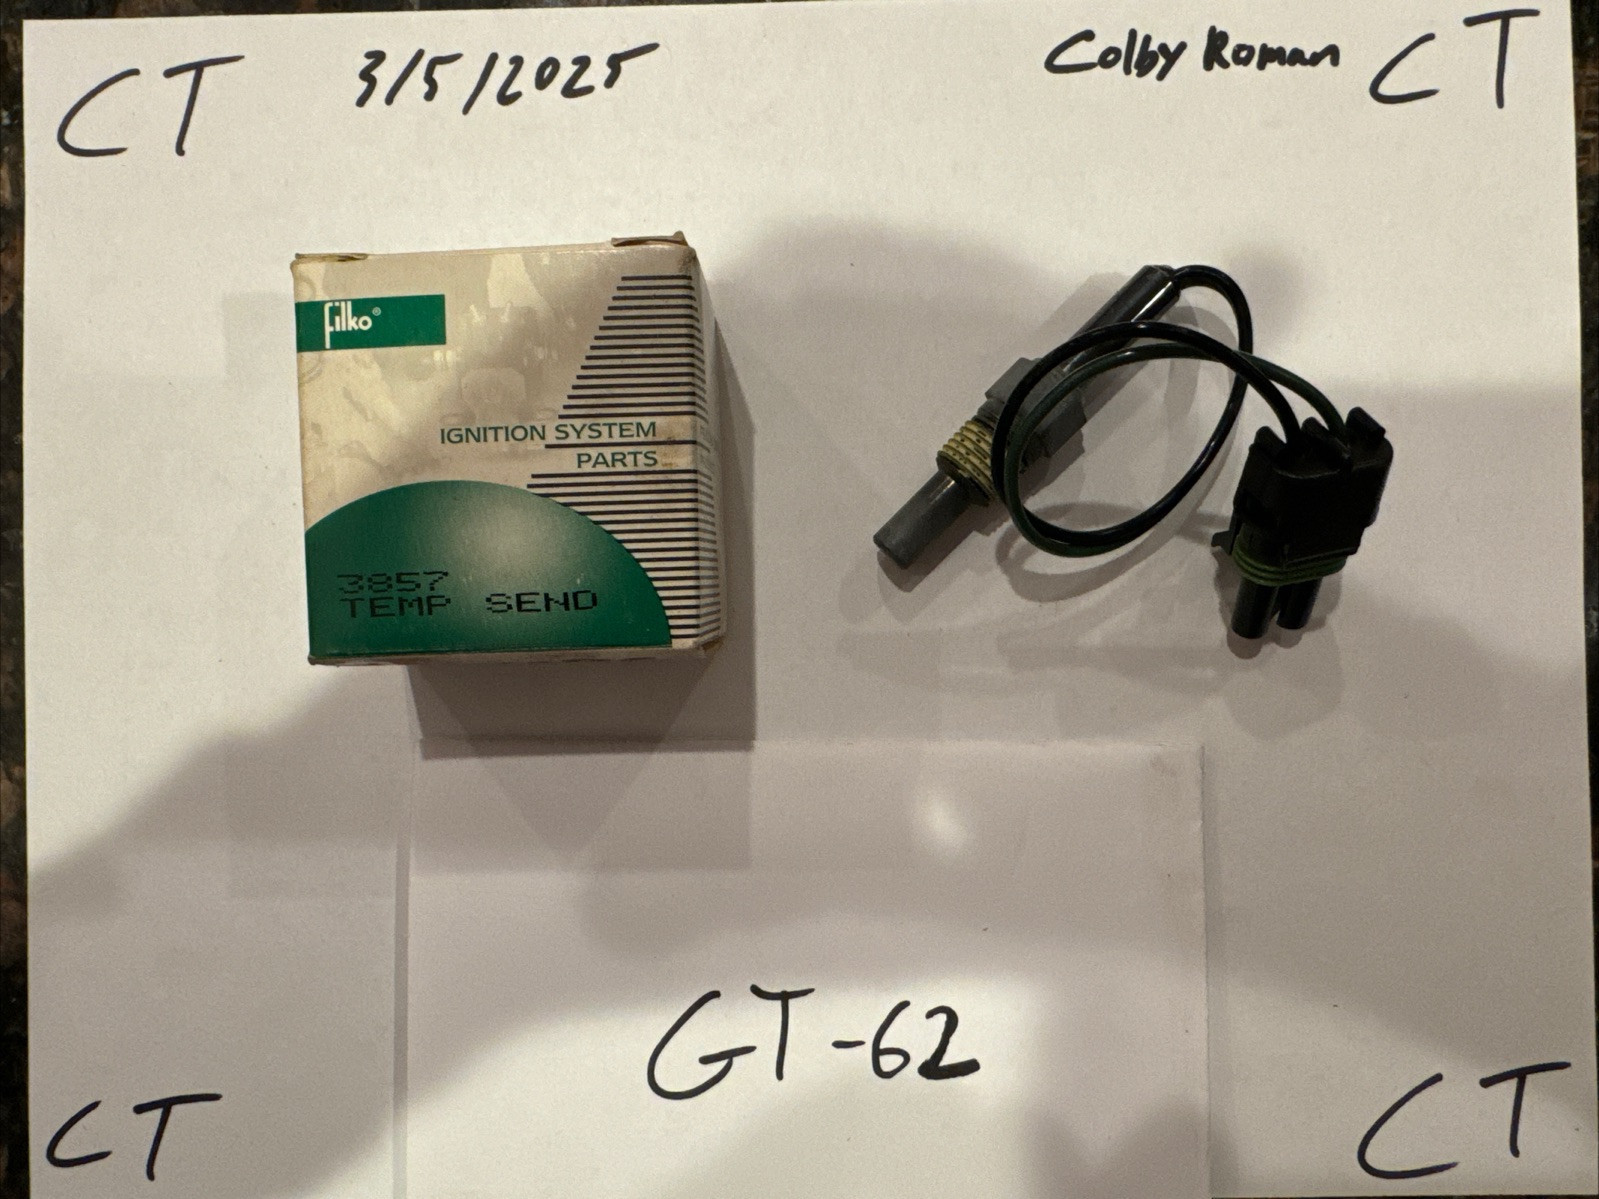 CT 3/5/2025 Colby Roman CT
filko®
IGNITION SYSTEM
PARTS
3857
TEMP SEND
GT-62
CT CT